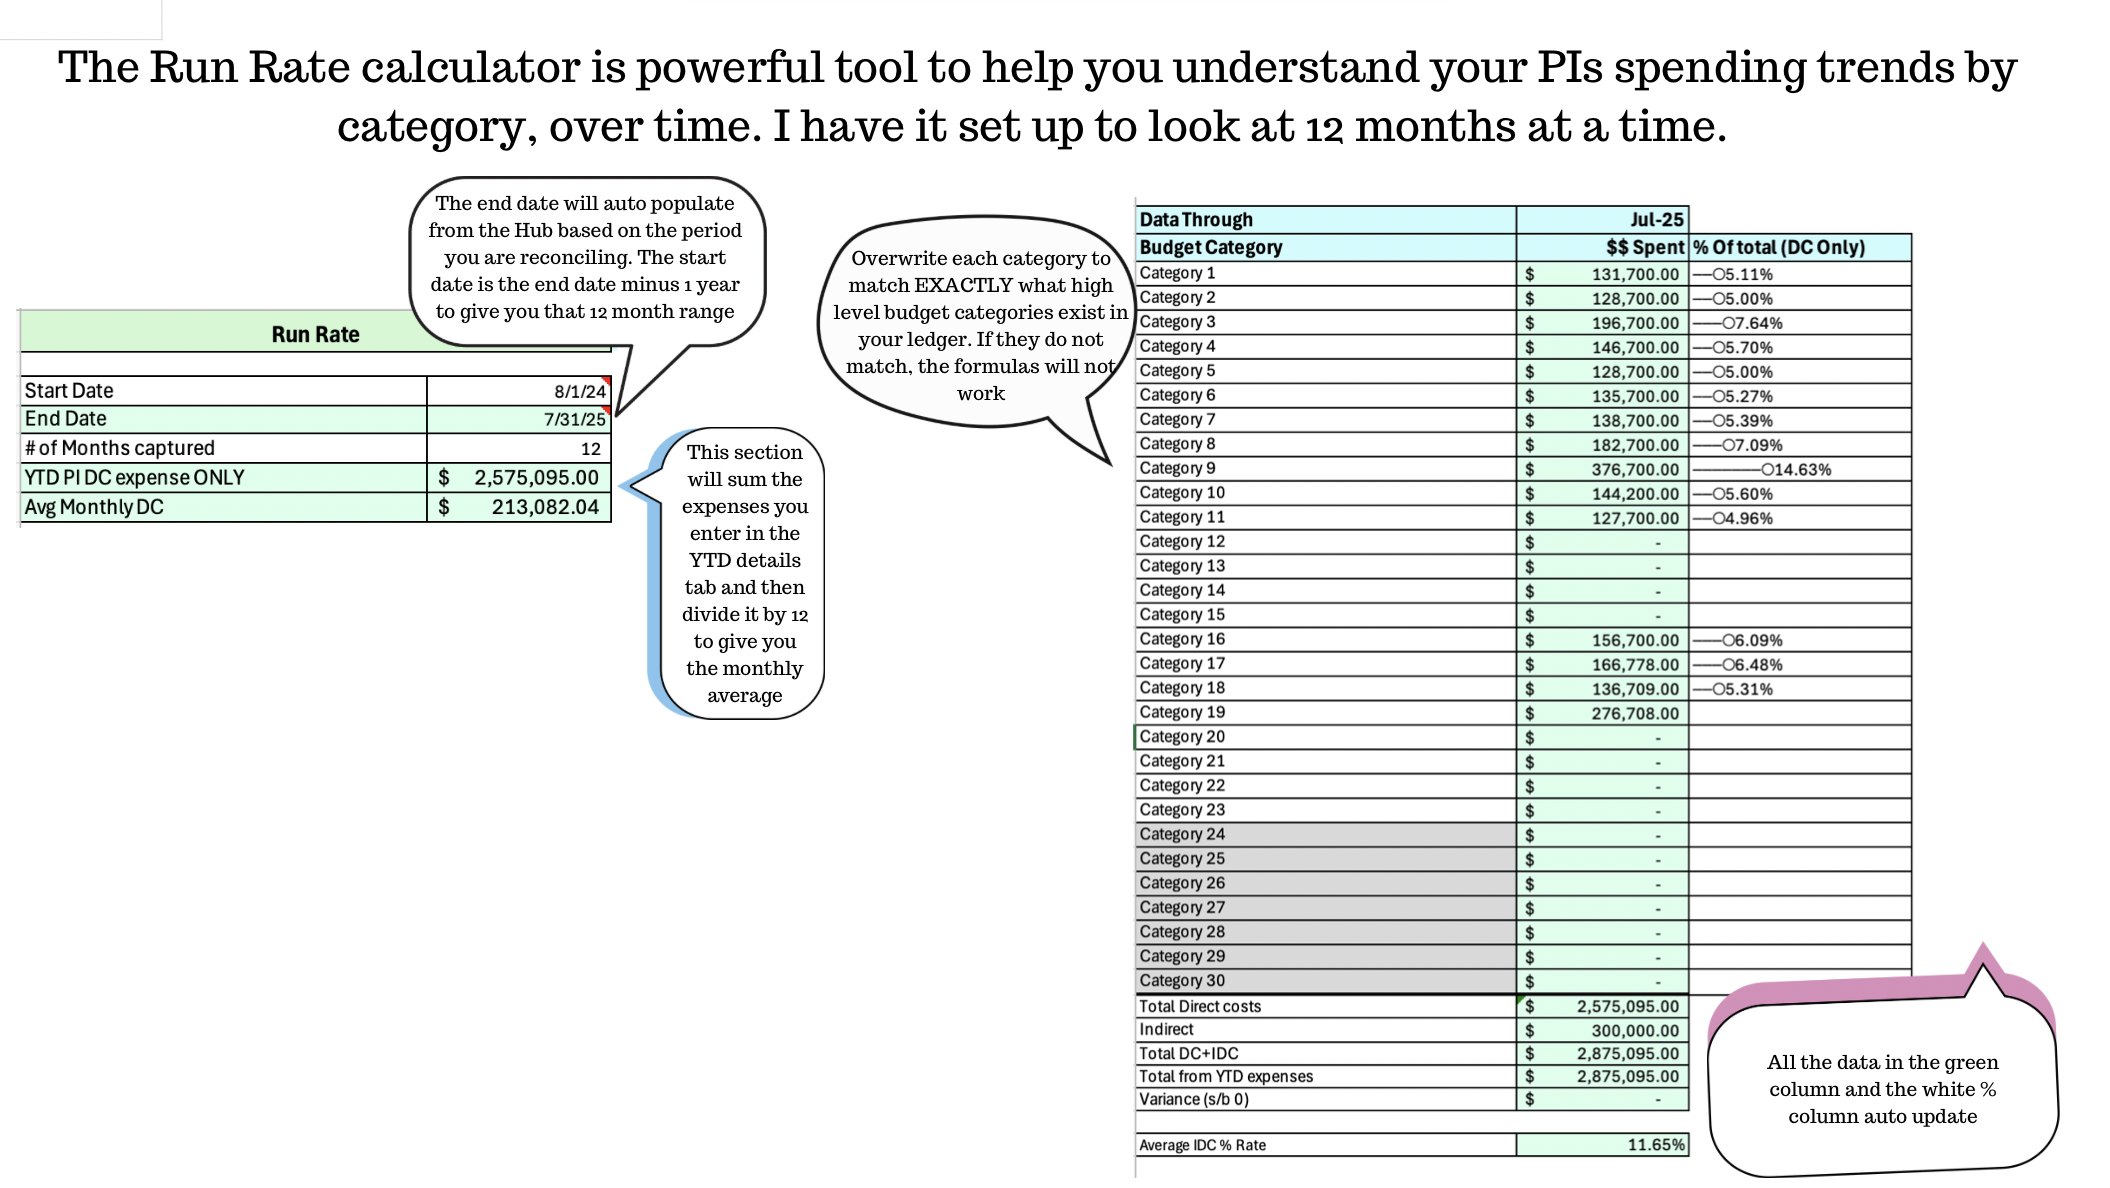 The Run Rate calculator is powerful tool to help you understand your PIs spending trends by
category, over time. I have it set up to look at 12 months at a time.
The end date will auto populate
from the Hub based on the period
you are reconciling. The start
date is the end date minus 1 year
to give you that 12 month range
Run Rate
Start Date 8/1/24
End Date 7/31/25
# of Months captured 12
YTD PI DC expense ONLY $ 2,575,095.00
Avg Monthly DC $ 213,082.04
This section
will sum the
expenses you
enter in the
YTD details
tab and then
divide it by 12
to give you
the monthly
average
Overwrite each category to
match EXACTLY what high
level budget categories exist in
your ledger. If they do not
match, the formulas will not
work
Data Through Jul-25
Budget Category $$ Spent % Of total (DC Only)
Category 1 $ 131,700.00 5.11%
Category 2 $ 128,700.00 5.00%
Category 3 $ 196,700.00 7.64%
Category 4 $ 146,700.00 5.70%
Category 5 $ 128,700.00 5.00%
Category 6 $ 135,700.00 5.27%
Category 7 $ 138,700.00 5.39%
Category 8 $ 182,700.00 7.09%
Category 9 $ 376,700.00 14.63%
Category 10 $ 144,200.00 5.60%
Category 11 $ 127,700.00 4.96%
Category 12 $ -
Category 13 $ -
Category 14 $ -
Category 15 $ -
Category 16 $ 156,700.00 6.09%
Category 17 $ 166,778.00 6.48%
Category 18 $ 136,709.00 5.31%
Category 19 $ 276,708.00
Category 20 $ -
Category 21 $ -
Category 22 $ -
Category 23 $ -
Category 24 $ -
Category 25 $ -
Category 26 $ -
Category 27 $ -
Category 28 $ -
Category 29 $ -
Category 30 $ -
Total Direct costs $ 2,575,095.00
Indirect $ 300,000.00
Total DC+IDC $ 2,875,095.00
Total from YTD expenses $ 2,875,095.00
Variance (s/b 0) $ -
Average IDC % Rate 11.65%
All the data in the green
column and the white %
column auto update